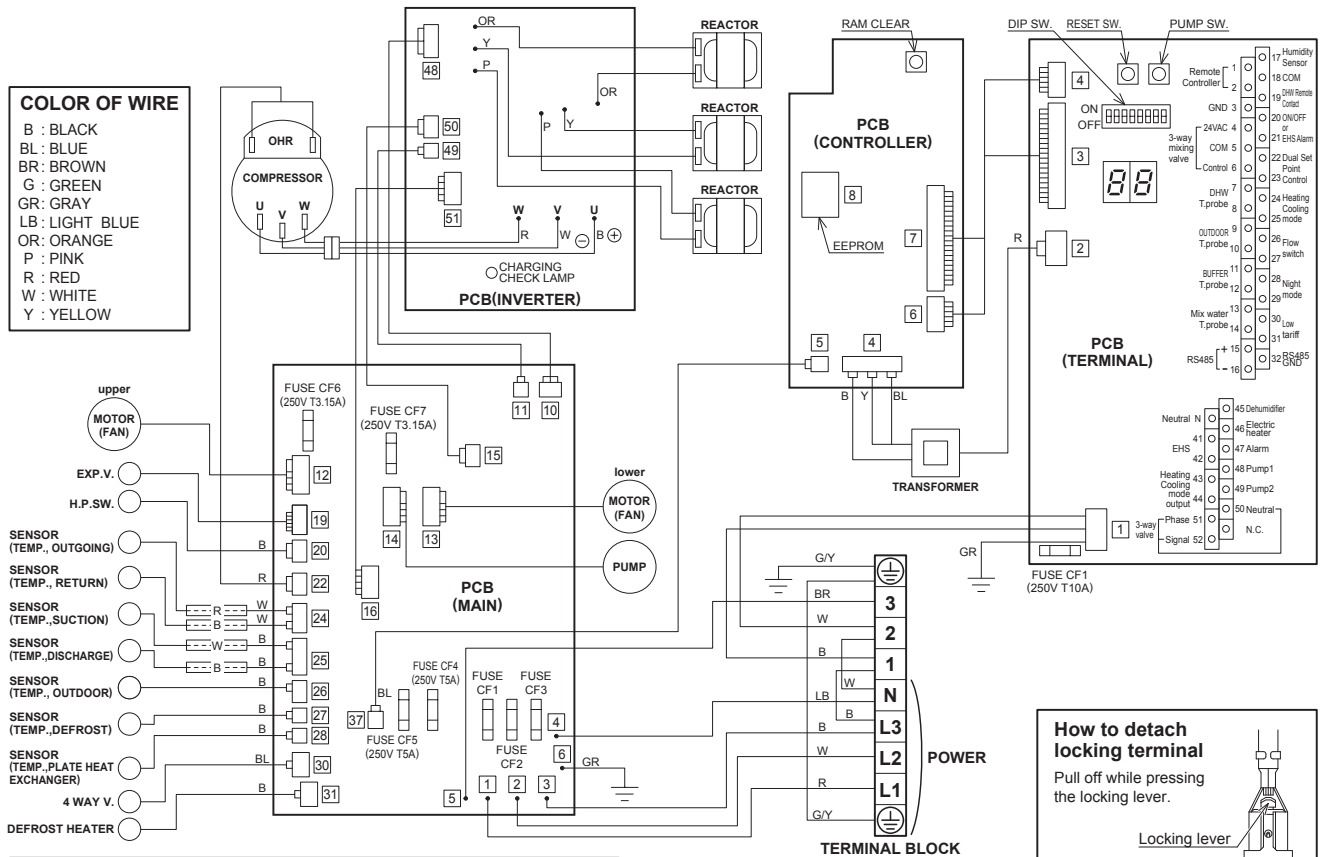 COLOR OF WIRE
B : BLACK
BL : BLUE
BR : BROWN
G : GREEN
GR : GRAY
LB : LIGHT BLUE
OR : ORANGE
P : PINK
R : RED
W : WHITE
Y : YELLOW
OHR
COMPRESSOR
U
V
W
48
50
49
51
OR
Y
P
OR
P
Y
W
V
U
R
W
B
⊖
⊕
CHARGING
CHECK LAMP
PCB(INVERTER)
REACTOR
REACTOR
REACTOR
RAM CLEAR
PCB
(CONTROLLER)
8
EEPROM
7
6
5
4
B
Y
BL
TRANSFORMER
R
DIP SW.
RESET SW.
PUMP SW.
ON
OFF
88
4
3
2
PCB
(TERMINAL)
Remote
Controller
1
2
GND 3
3-way
mixing
valve
24VAC 4
COM 5
Control 6
DHW
T.probe
7
8
OUTDOOR
T.probe
9
10
BUFFER
T.probe
11
12
Mix water
T.probe
13
14
RS485
+ 15
- 16
17 Humidity
Sensor
18 COM
19 DHW Remote
Contact
20 ON/OFF
or
21 EHS Alarm
22 Dual Set
Point
23 Control
24 Heating
Cooling
25 mode
26 Flow
switch
27
28 Night
mode
29
30 Low
tariff
31
32 RS485
GND
Neutral N
EHS
41
42
Heating
Cooling
mode
output
43
44
3-way
valve
Phase 51
Signal 52
45 Dehumidifier
46 Electric
heater
47 Alarm
48 Pump1
49 Pump2
50 Neutral
N.C.
1
GR
FUSE CF1
(250V T10A)
upper
MOTOR
(FAN)
EXP.V.
H.P.SW.
SENSOR
(TEMP., OUTGOING)
SENSOR
(TEMP., RETURN)
SENSOR
(TEMP.,SUCTION)
SENSOR
(TEMP.,DISCHARGE)
SENSOR
(TEMP., OUTDOOR)
SENSOR
(TEMP.,DEFROST)
SENSOR
(TEMP.,PLATE HEAT
EXCHANGER)
4 WAY V.
DEFROST HEATER
B
R
R
W
B
W
W
B
B
B
B
B
B
BL
B
FUSE CF6
(250V T3.15A)
FUSE CF7
(250V T3.15A)
11
10
12
15
19
14
13
20
22
16
24
25
26
27
28
30
31
PCB
(MAIN)
37
BL
FUSE CF4
(250V T5A)
FUSE CF5
(250V T5A)
FUSE
CF1
FUSE
CF2
FUSE
CF3
4
6
5
1
2
3
GR
lower
MOTOR
(FAN)
PUMP
G/Y
BR
W
B
W
LB
B
B
W
R
G/Y
3
2
1
N
L3
L2
L1
POWER
TERMINAL BLOCK
How to detach
locking terminal
Pull off while pressing
the locking lever.
Locking lever